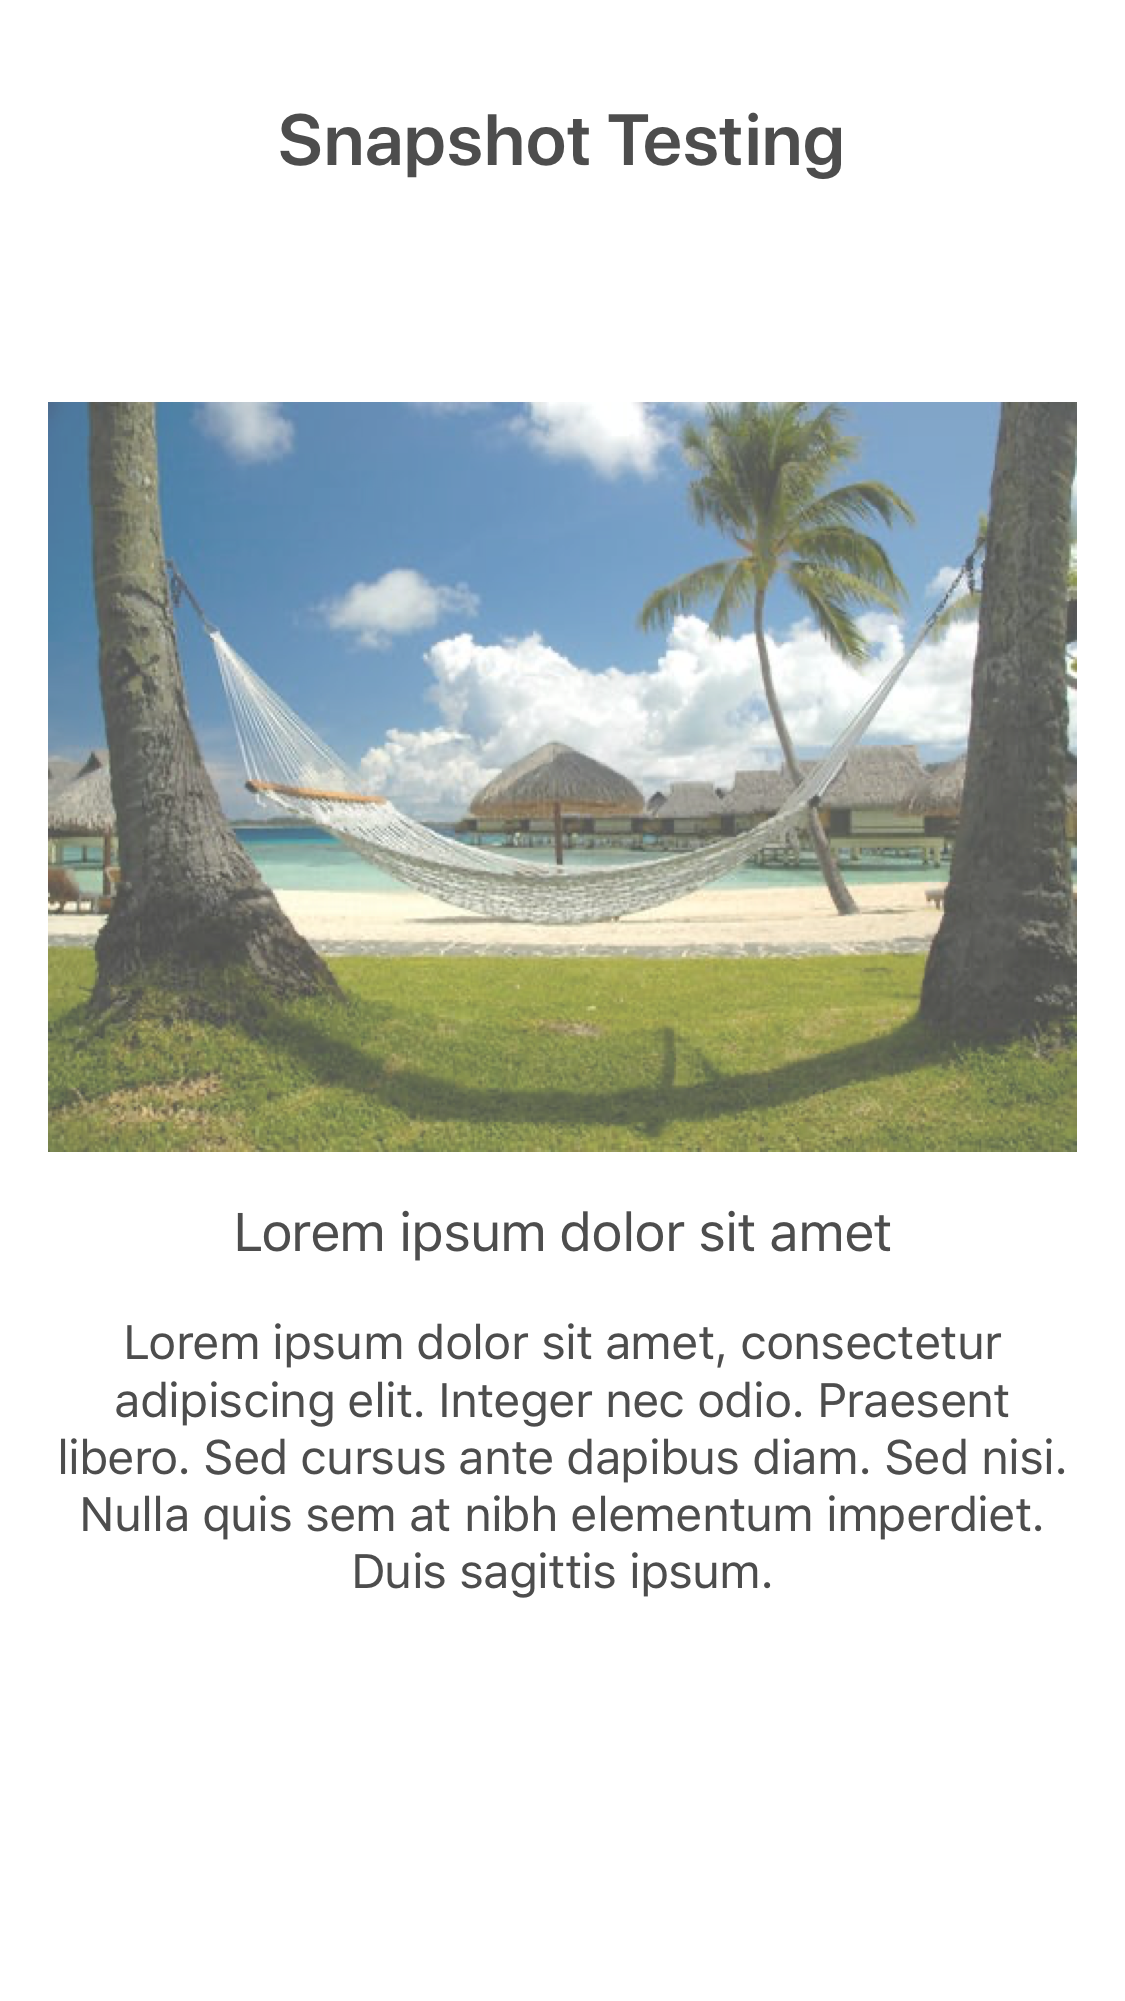 Snapshot Testing
Lorem ipsum dolor sit amet
Lorem ipsum dolor sit amet, consectetur
adipiscing elit. Integer nec odio. Praesent
libero. Sed cursus ante dapibus diam. Sed nisi.
Nulla quis sem at nibh elementum imperdiet.
Duis sagittis ipsum.